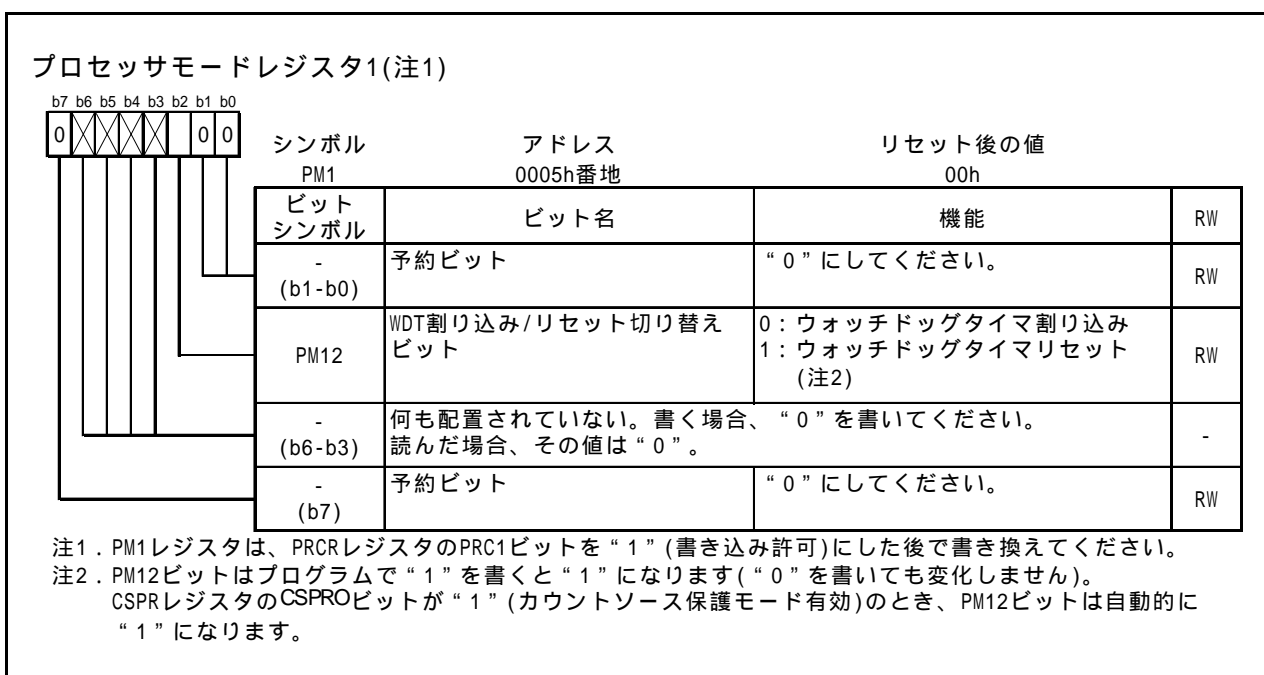 プロセッサモードレジスタ1(注1)
b7 b6 b5 b4 b3 b2 b1 b0
0 0 0
シンボル アドレス リセット後の値
PM1 0005h番地 00h
ビット
シンボル ビット名 機能 RW
-
(b1-b0) 予約ビット “0”にしてください。 RW
PM12 WDT割り込み/リセット切り替え
ビット 0:ウォッチドッグタイマ割り込み
1:ウォッチドッグタイマリセット
(注2) RW
-
(b6-b3) 何も配置されていない。書く場合、“0”を書いてください。
読んだ場合、その値は“0”。 -
-
(b7) 予約ビット “0”にしてください。 RW
注1.PM1レジスタは、PRCRレジスタのPRC1ビットを“1”(書き込み許可)にした後で書き換えてください。
注2.PM12ビットはプログラムで“1”を書くと“1”になります(“0”を書いても変化しません)。
CSPRレジスタのCSPROビットが“1”(カウントソース保護モード有効)のとき、PM12ビットは自動的に
“1”になります。